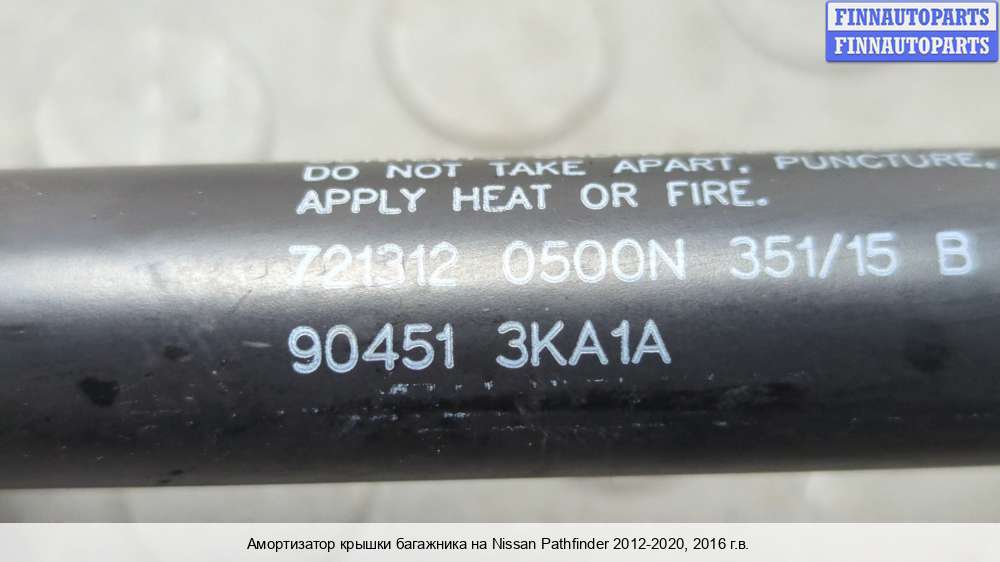 FINNAUTOPARTS
FINNAUTOPARTS
DO NOT TAKE APART. PUNCTURE.
APPLY HEAT OR FIRE.
721312 0500N 351/15 B
90451 3KA1A
Амортизатор крышки багажника на Nissan Pathfinder 2012-2020, 2016 г.в.